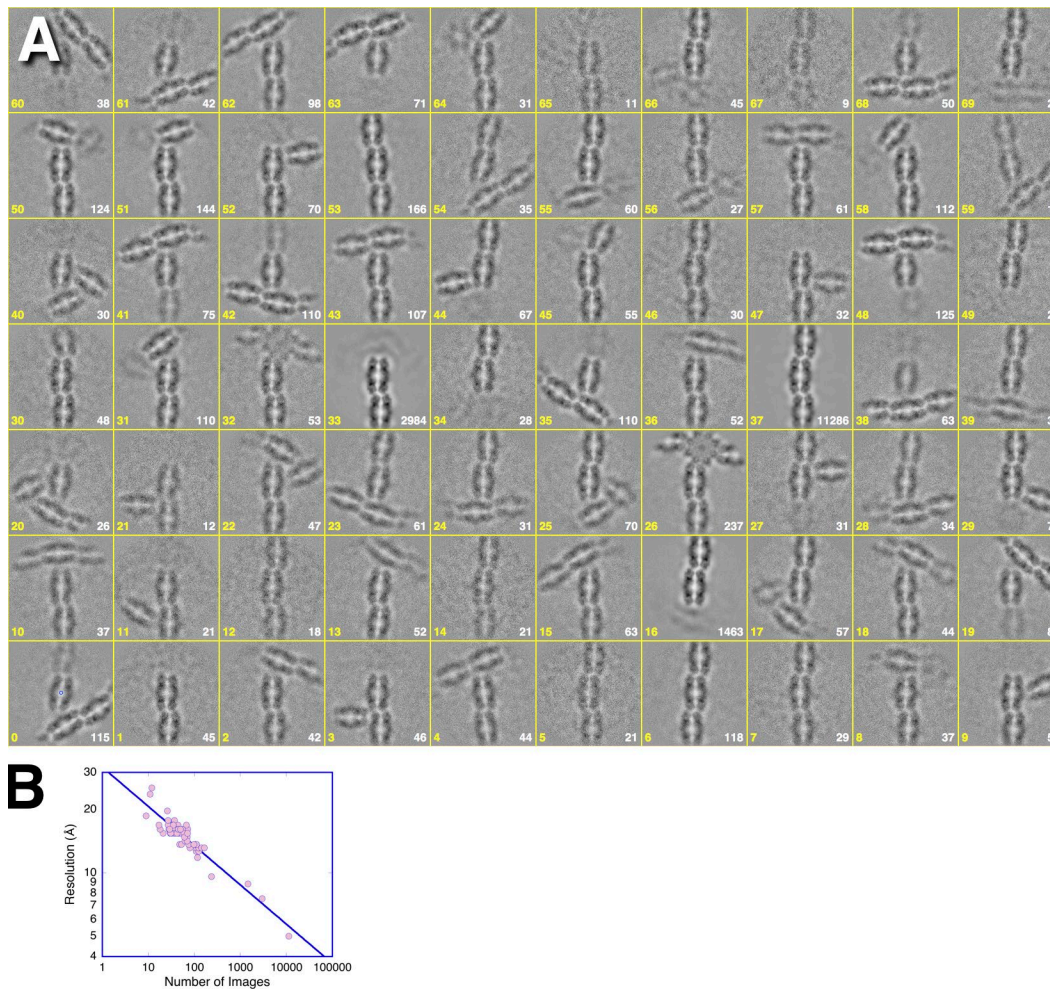 A
60 38 61 42 62 98 63 71 64 31 65 11 66 45 67 9 68 50 69
50 124 51 144 52 70 53 166 54 35 55 60 56 27 57 61 58 112 59
40 30 41 75 42 110 43 107 44 67 45 55 46 30 47 32 48 125 49
30 48 31 110 32 53 33 2984 34 28 35 110 36 52 37 11286 38 63 39
20 26 21 12 22 47 23 61 24 31 25 70 26 237 27 31 28 34 29
10 37 11 21 12 18 13 52 14 21 15 63 16 1463 17 57 18 44 19
0 115 1 45 2 42 3 46 4 44 5 21 6 118 7 29 8 37 9
B
30
20
10
9
8
7
6
5
4
Resolution (Å)
1 10 100 1000 10000 100000
Number of Images